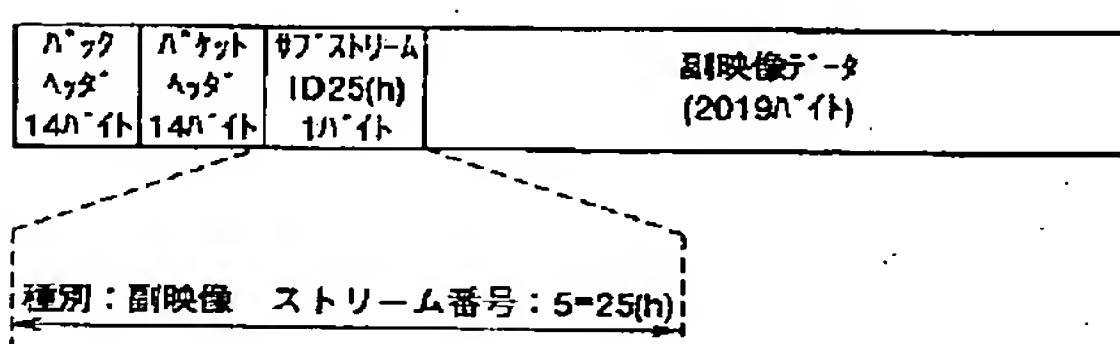 パック
ヘッダ
14バイト
パケット
ヘッダ
14バイト
サブストリーム
ID25(h)
1バイト
副映像データ
(2019バイト)
種別：副映像　ストリーム番号：5=25(h)